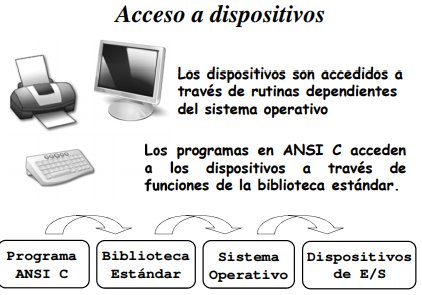 Acceso a dispositivos
Los dispositivos son accedidos a
través de rutinas dependientes
del sistema operativo
Los programas en ANSI C acceden
a los dispositivos a través de
funciones de la biblioteca estándar.
Programa
ANSI C
Biblioteca
Estándar
Sistema
Operativo
Dispositivos
de E/S